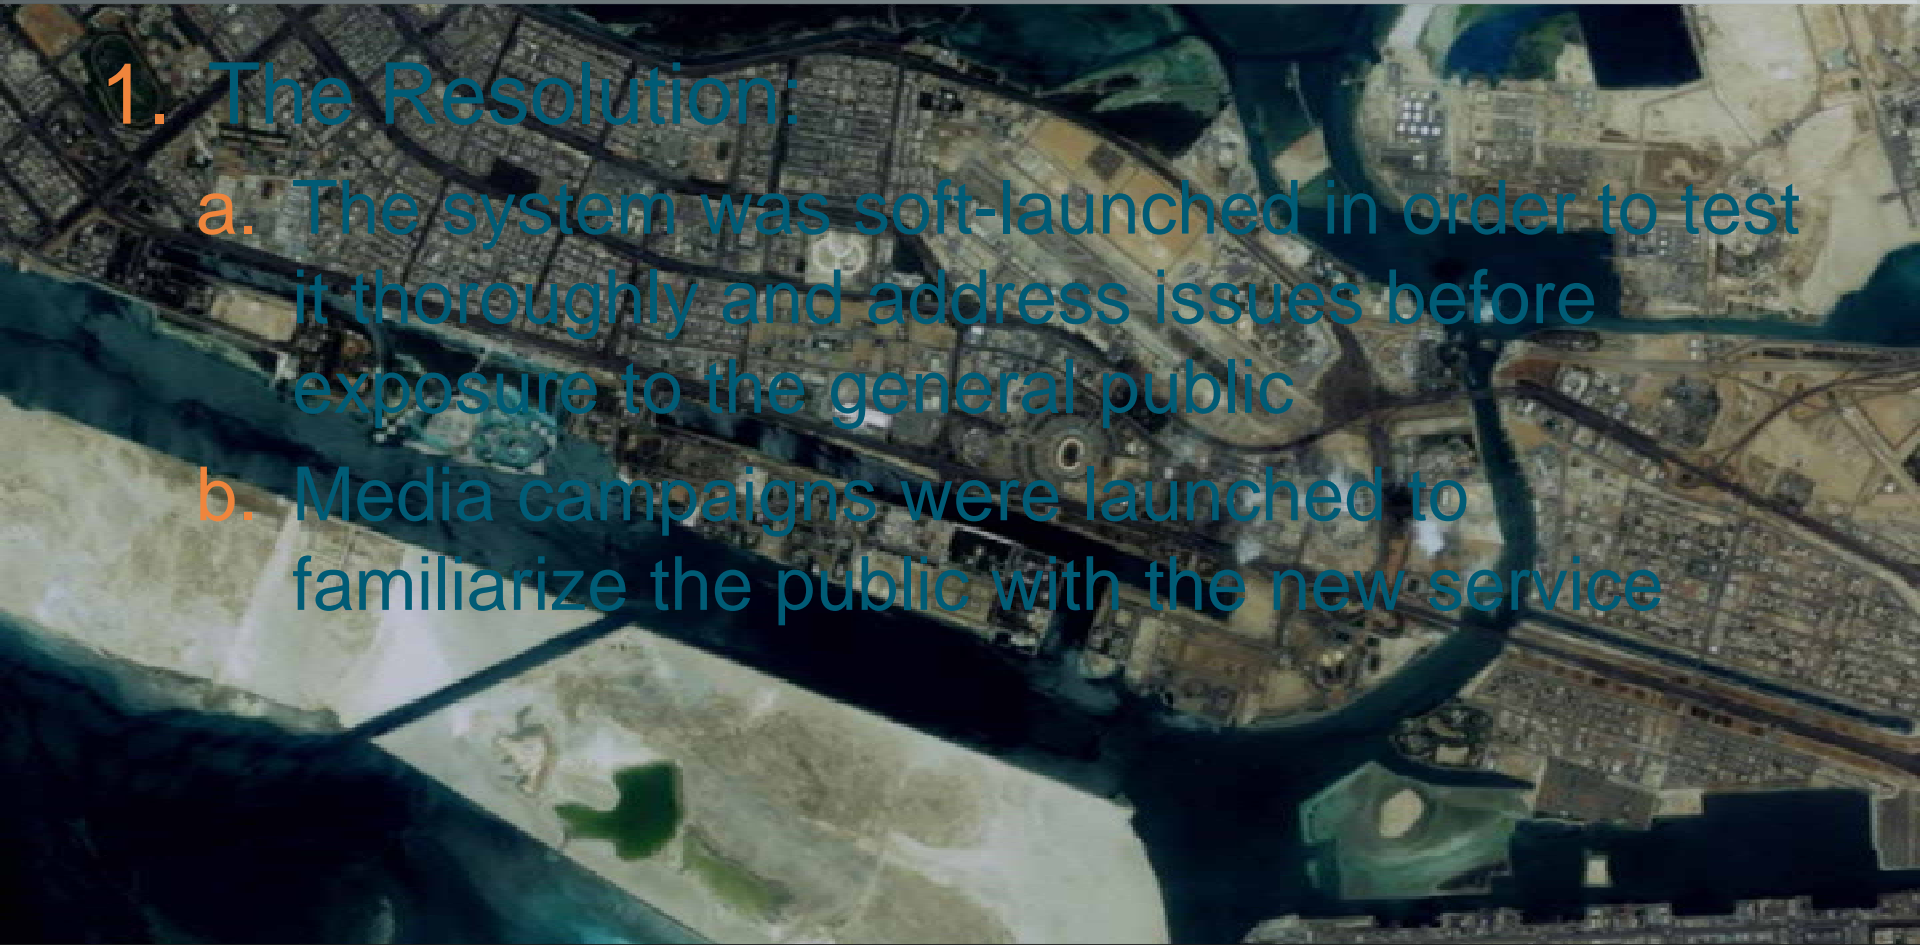 1. The Resolution:
a. The system was soft-launched in order to test
it thoroughly and address issues before
exposure to the general public
b. Media campaigns were launched to
familiarize the public with the new service